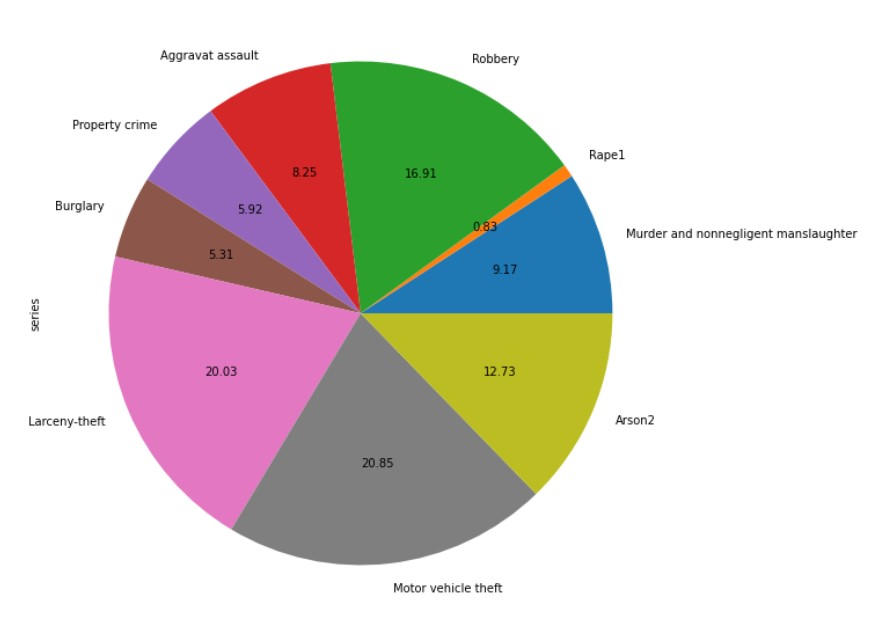 Aggravat assault
Robbery
Property crime
Rape1
Burglary
Murder and nonnegligent manslaughter
8.25
16.91
5.92
0.83
5.31
9.17
series
20.03
12.73
Larceny-theft
Arson2
20.85
Motor vehicle theft